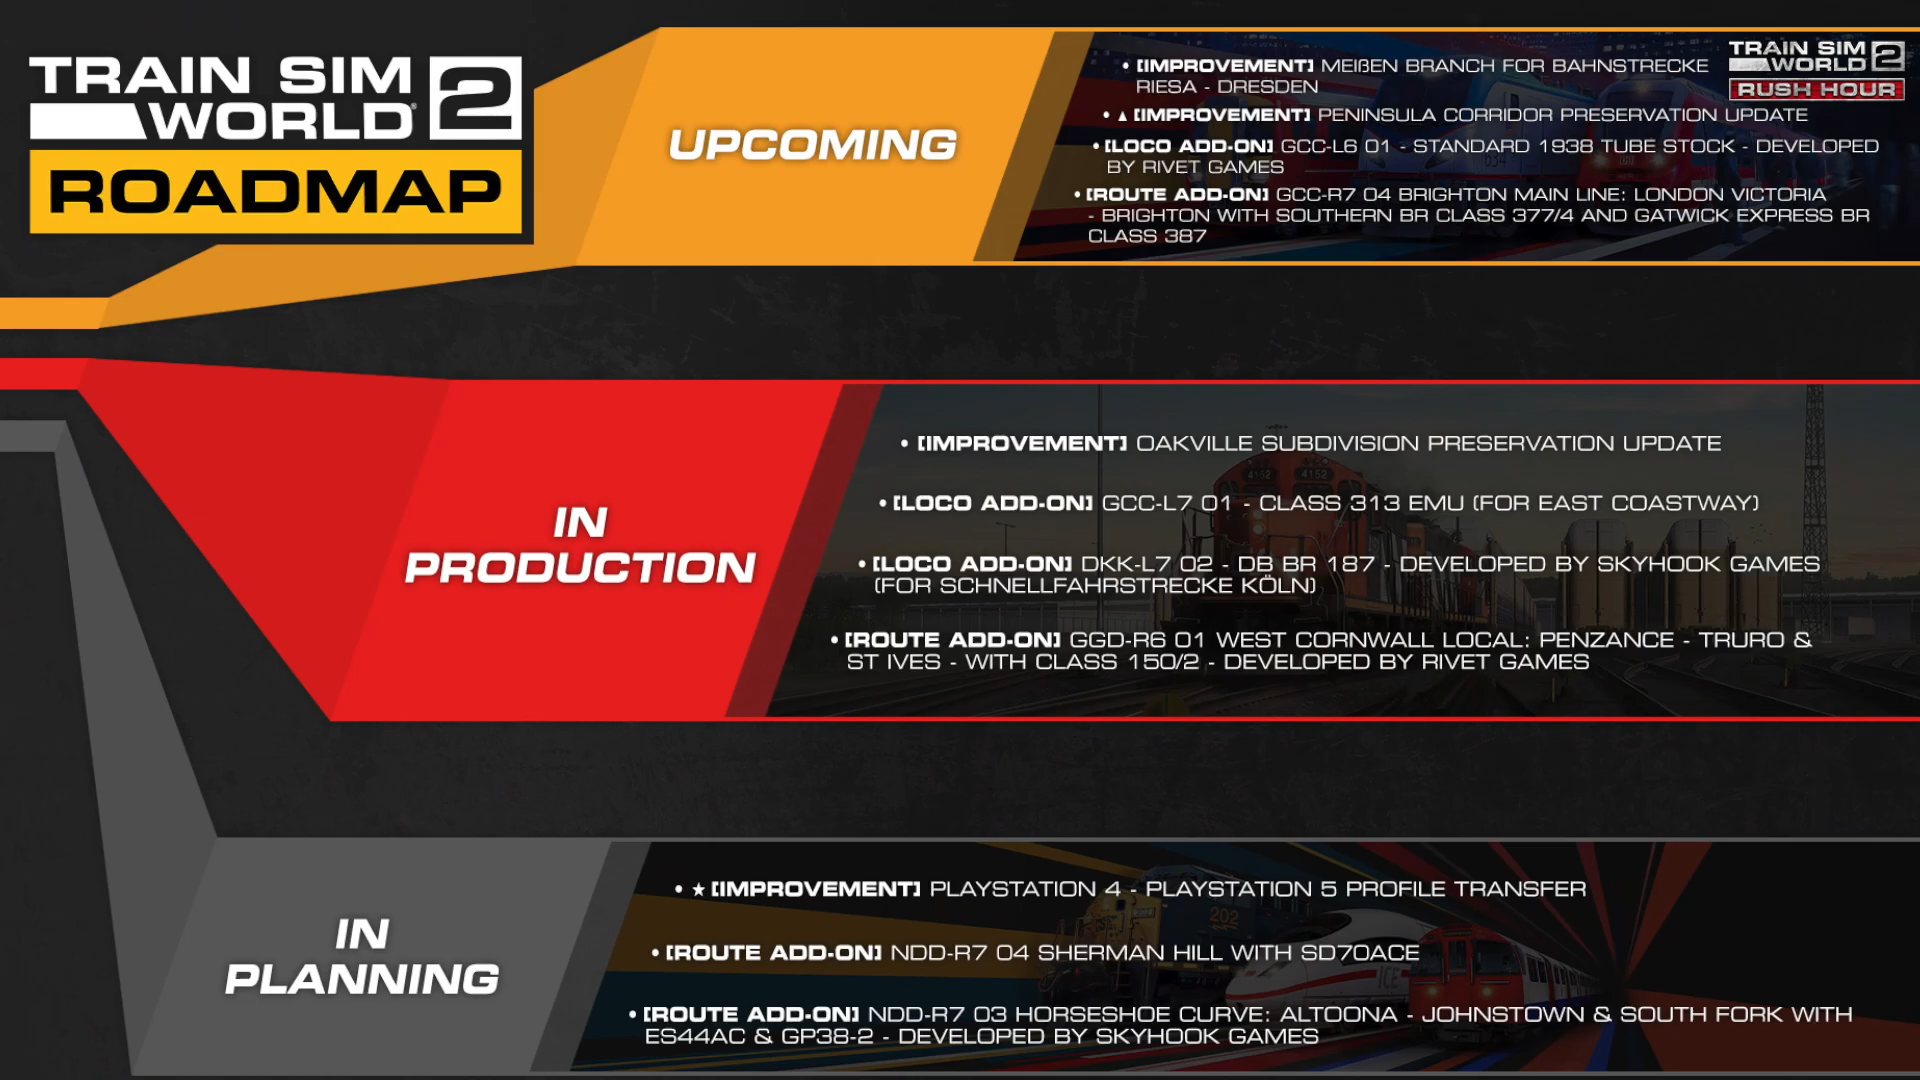 TRAIN SIM
WORLD® 2
ROADMAP
UPCOMING
• [IMPROVEMENT] MEIßEN BRANCH FOR BAHNSTRECKE
RIESA - DRESDEN
TRAIN SIM
WORLD 2
RUSH HOUR
• ▲ [IMPROVEMENT] PENINSULA CORRIDOR PRESERVATION UPDATE
• [LOCO ADD-ON] GCC-L6 01 - STANDARD 1938 TUBE STOCK - DEVELOPED
BY RIVET GAMES
• [ROUTE ADD-ON] GCC-R7 04 BRIGHTON MAIN LINE: LONDON VICTORIA
- BRIGHTON WITH SOUTHERN BR CLASS 377/4 AND GATWICK EXPRESS BR
CLASS 387
IN
PRODUCTION
• [IMPROVEMENT] OAKVILLE SUBDIVISION PRESERVATION UPDATE
4152 4152
• [LOCO ADD-ON] GCC-L7 01 - CLASS 313 EMU (FOR EAST COASTWAY)
• [LOCO ADD-ON] DKK-L7 02 - DB BR 187 - DEVELOPED BY SKYHOOK GAMES
(FOR SCHNELLFAHRSTRECKE KÖLN)
• [ROUTE ADD-ON] GGD-R6 01 WEST CORNWALL LOCAL: PENZANCE - TRURO &
ST IVES - WITH CLASS 150/2 - DEVELOPED BY RIVET GAMES
IN
PLANNING
• ★ [IMPROVEMENT] PLAYSTATION 4 - PLAYSTATION 5 PROFILE TRANSFER
202
• [ROUTE ADD-ON] NDD-R7 04 SHERMAN HILL WITH SD70ACE
ICE
• [ROUTE ADD-ON] NDD-R7 03 HORSESHOE CURVE: ALTOONA - JOHNSTOWN & SOUTH FORK WITH
ES44AC & GP38-2 - DEVELOPED BY SKYHOOK GAMES